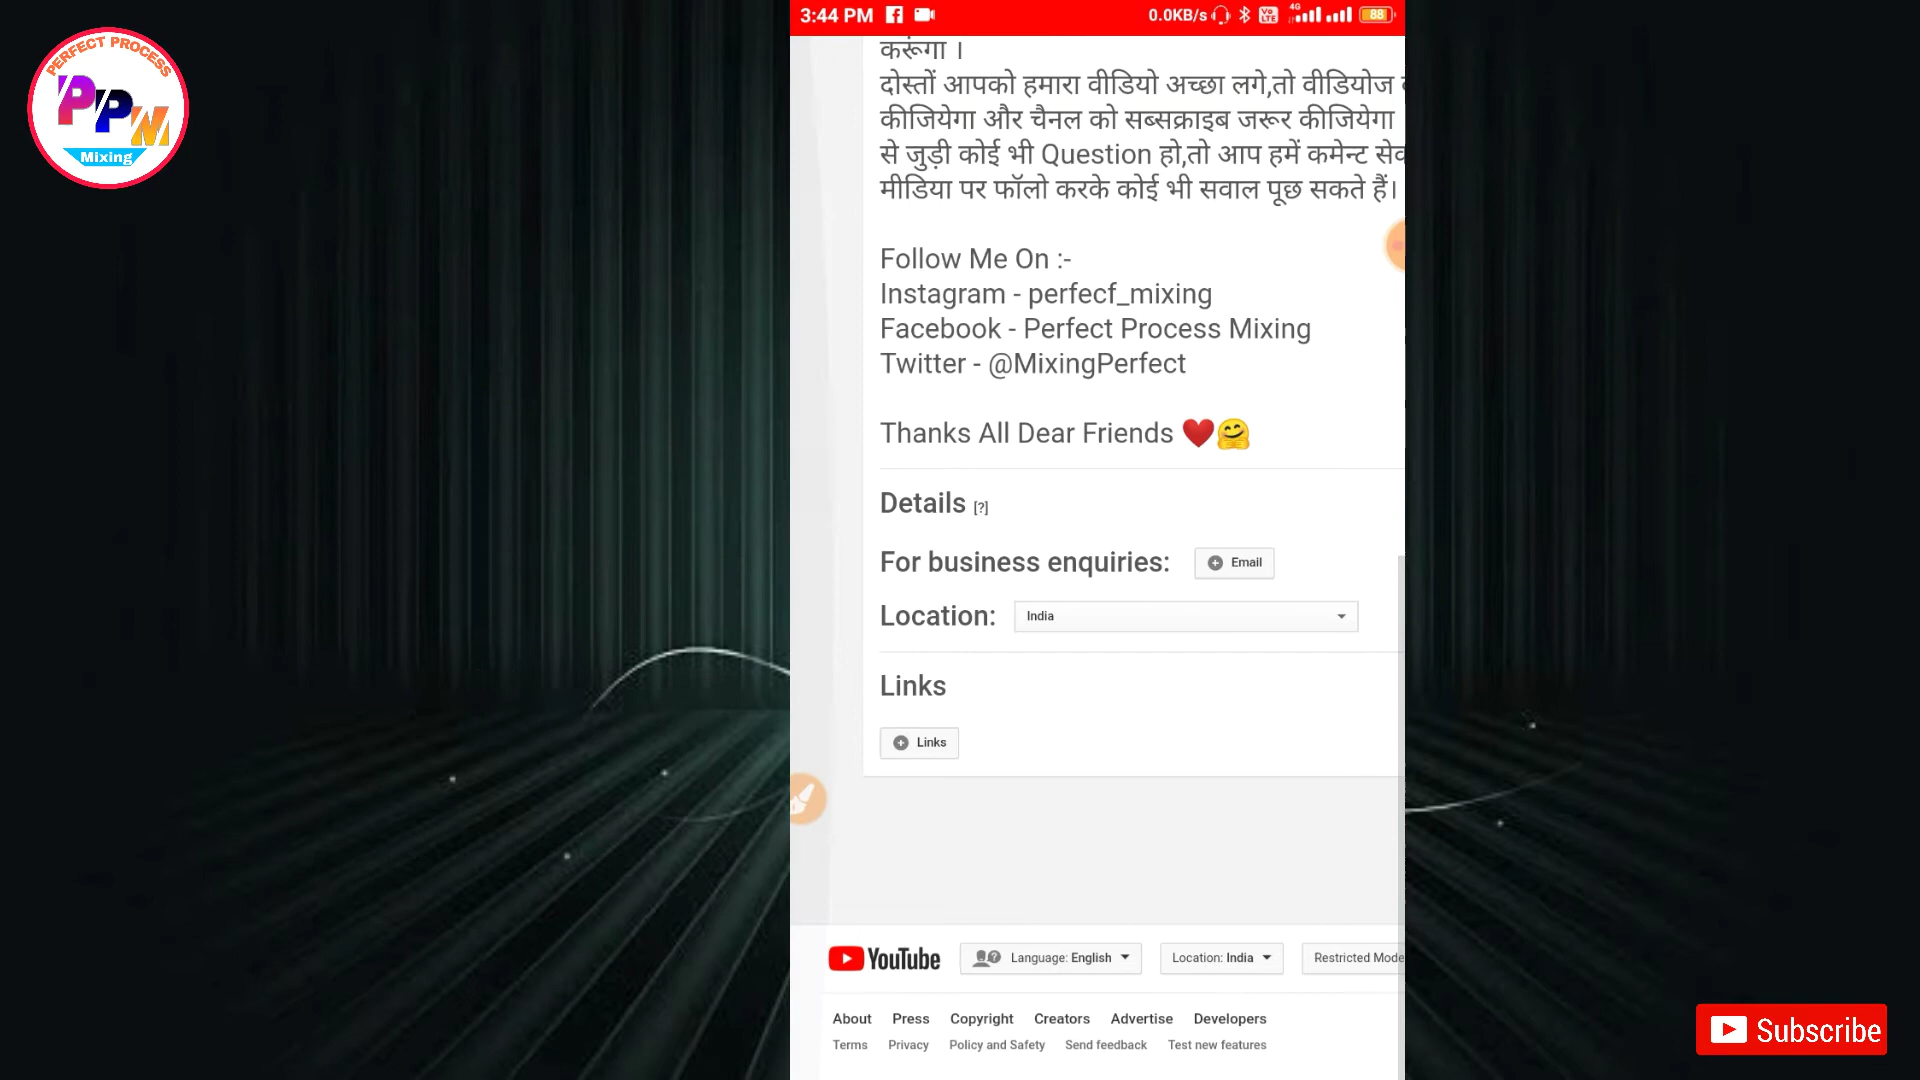 3:44 PM
0.0KB/s
VO LTE
4G
88
PERFECT PROCESS
PPM
Mixing
करूंगा ।
दोस्तों आपको हमारा वीडियो अच्छा लगे,तो वीडियोज
कीजियेगा और चैनल को सब्सक्राइब जरूर कीजियेगा
से जुड़ी कोई भी Question हो,तो आप हमें कमेन्ट
मीडिया पर फॉलो करके कोई भी सवाल पूछ सकते हैं।
Follow Me On :-
Instagram - perfecf_mixing
Facebook - Perfect Process Mixing
Twitter - @MixingPerfect
Thanks All Dear Friends ❤️🤗
Details [?]
For business enquiries: Email
Location: India
Links
Links
YouTube Language: English Location: India Restricted Mode
About Press Copyright Creators Advertise Developers
Terms Privacy Policy and Safety Send feedback Test new features
Subscribe